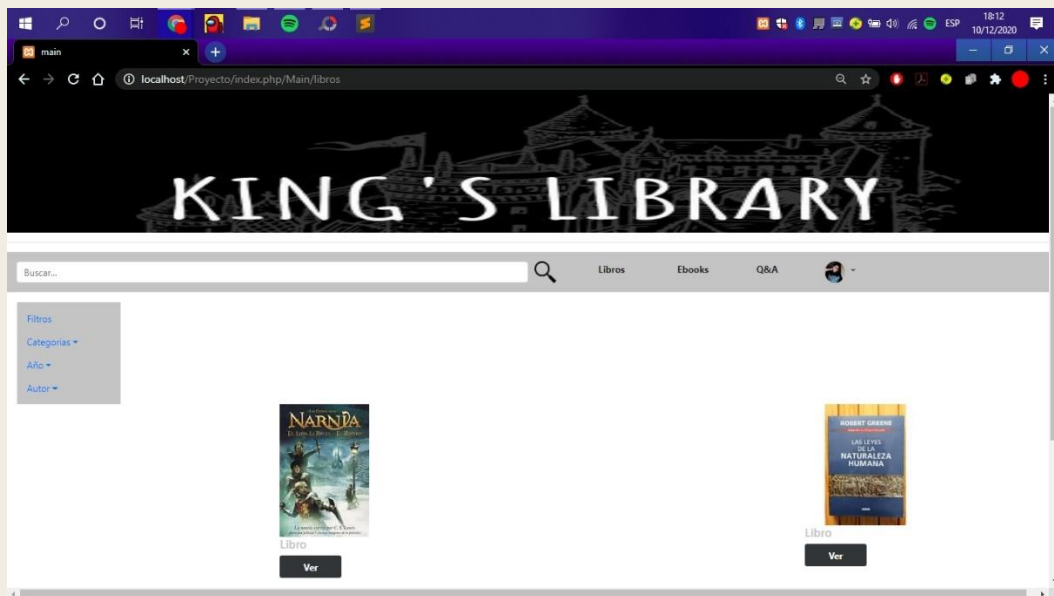 18:12
ESP
10/12/2020
main
localhost/Proyecto/index.php/Main/libros
KING'S LIBRARY
Buscar...
Libros
Ebooks
Q&A
Filtros
Categorias
Año
Autor
NARNIA
ROBERT GREENE
LAS LEYES
DE LA
NATURALEZA
HUMANA
Libro
Ver
Libro
Ver